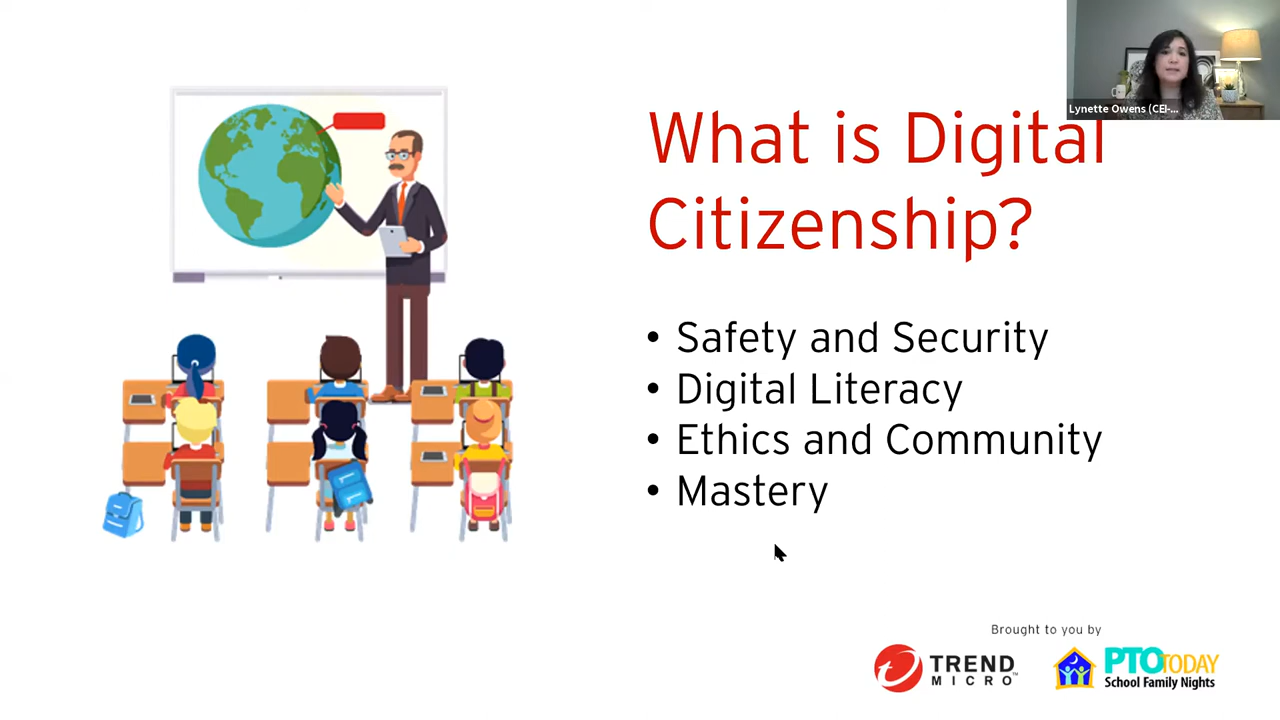 Lynette Owens (CEI-...
What is Digital
Citizenship?
• Safety and Security
• Digital Literacy
• Ethics and Community
• Mastery
Brought to you by
TREND
MICRO™
PTO TODAY
School Family Nights